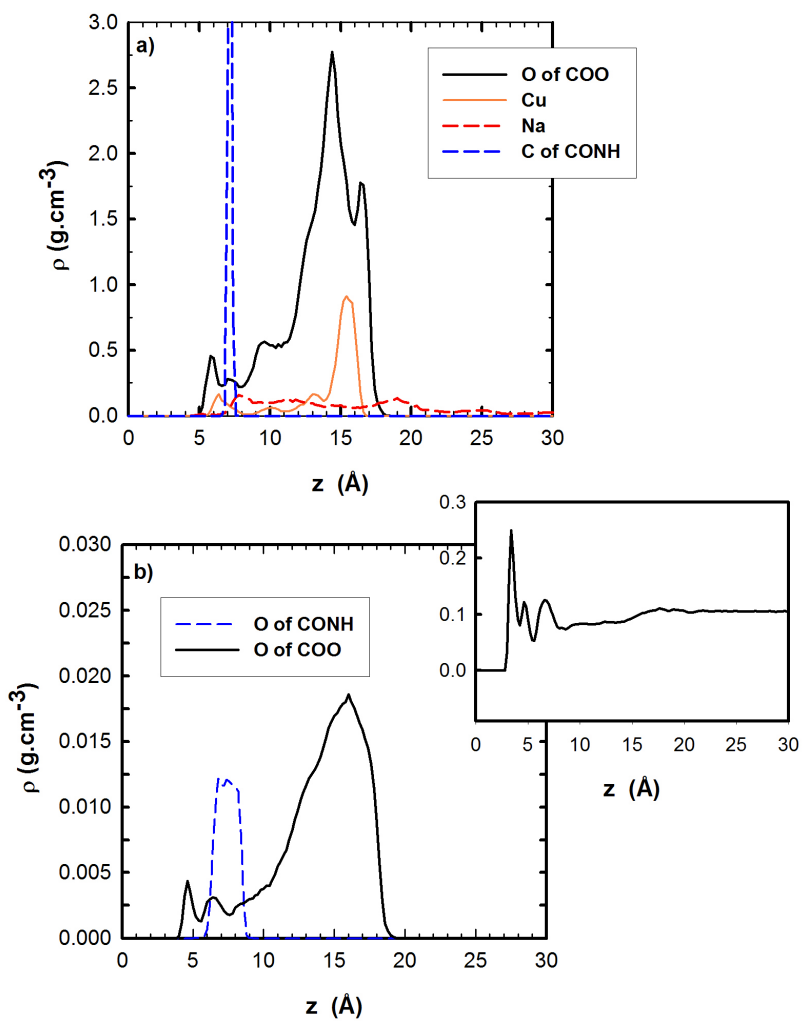 a)
3.0
2.5
2.0
1.5
1.0
0.5
0.0
ρ (g.cm-3)
0 5 10 15 20 25 30
z (Å)
O of COO
Cu
Na
C of CONH
b)
0.030
0.025
0.020
0.015
0.010
0.005
0.000
ρ (g.cm-3)
0 5 10 15 20 25 30
z (Å)
O of CONH
O of COO
0.3
0.2
0.1
0.0
0 5 10 15 20 25 30
z (Å)